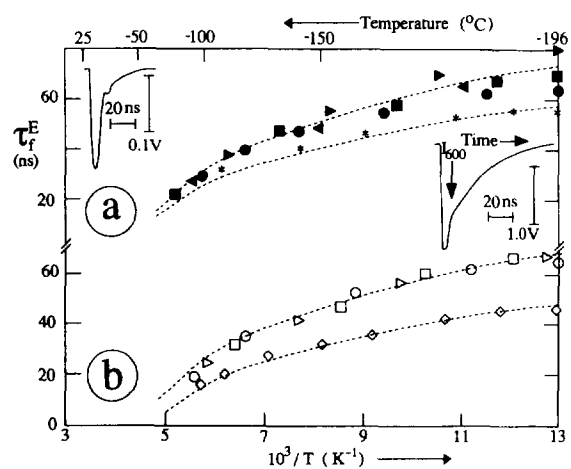 Temperature (°C)
25 -50 -100 -150 -196
60
40
20
τ_f^E
(ns)
20ns
0.1V
a
Time
I600
20ns
1.0V
60
40
20
0
b
3 5 7 9 11 13
10³/T (K⁻¹)